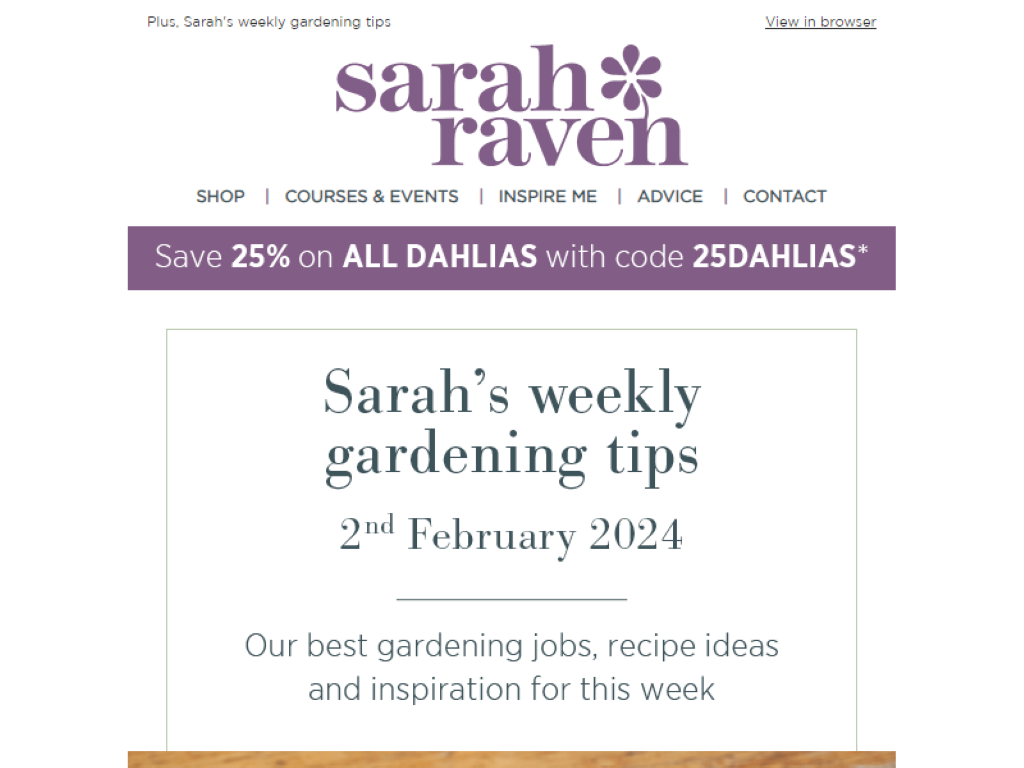 Plus, Sarah's weekly gardening tips
View in browser
sarah
raven
SHOP | COURSES & EVENTS | INSPIRE ME | ADVICE | CONTACT
Save 25% on ALL DAHLIAS with code 25DAHLIAS*
Sarah’s weekly
gardening tips
2nd February 2024
Our best gardening jobs, recipe ideas
and inspiration for this week